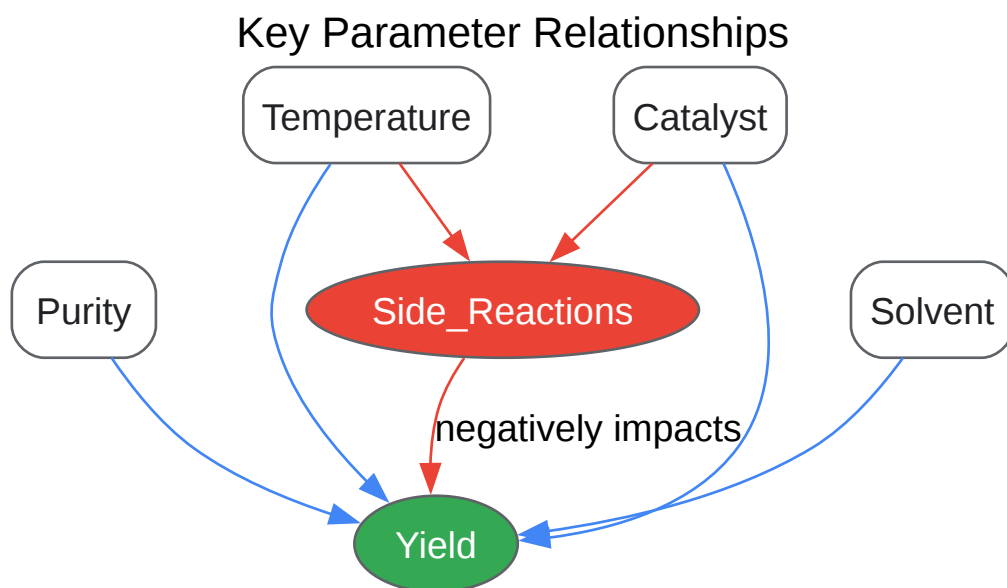 Key Parameter Relationships
Temperature
Catalyst
Purity
Side_Reactions
Solvent
negatively impacts
Yield